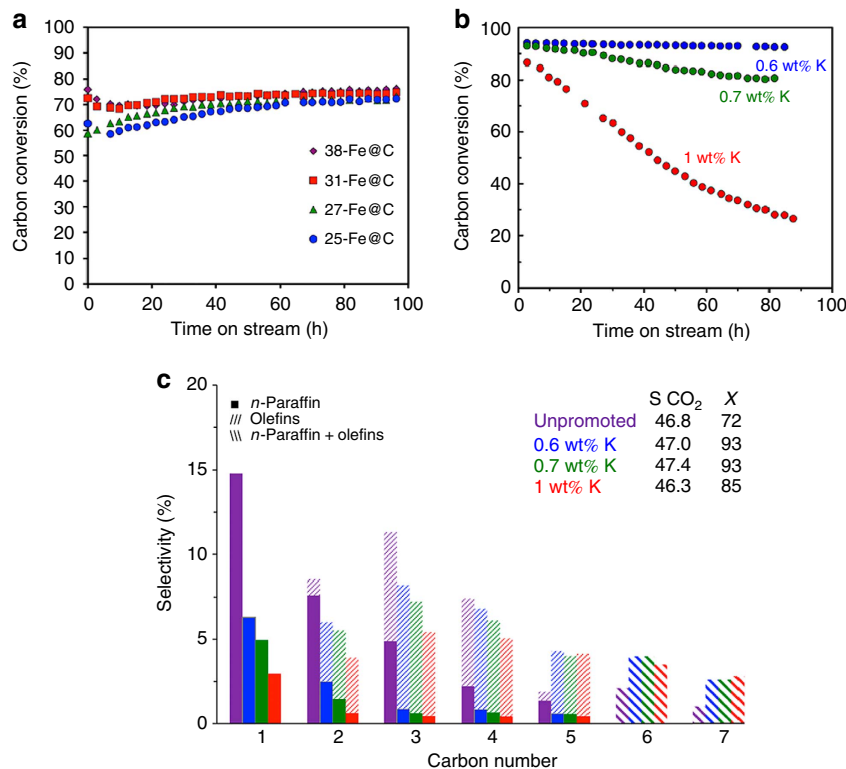 a
100
90
80
70
60
50
40
30
20
10
0
Carbon conversion (%)
38-Fe@C
31-Fe@C
27-Fe@C
25-Fe@C
0 20 40 60 80 100
Time on stream (h)
b
100
80
60
40
20
0
Carbon conversion (%)
0.6 wt% K
0.7 wt% K
1 wt% K
0 20 40 60 80 100
Time on stream (h)
c
20
15
10
5
0
Selectivity (%)
n-Paraffin
Olefins
n-Paraffin + olefins
S CO₂ X
Unpromoted 46.8 72
0.6 wt% K 47.0 93
0.7 wt% K 47.4 93
1 wt% K 46.3 85
1 2 3 4 5 6 7
Carbon number